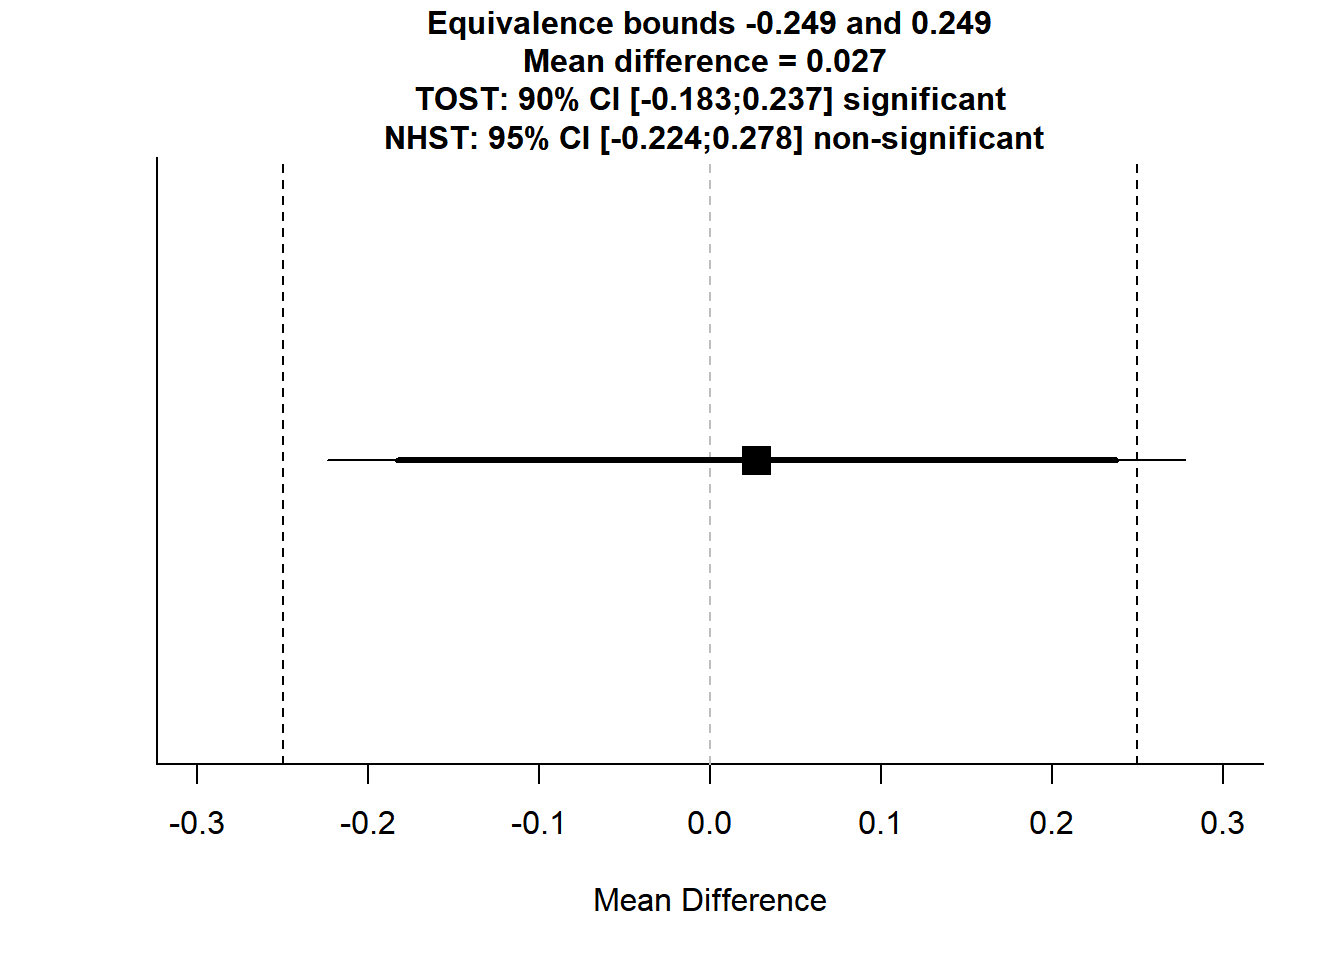 Equivalence bounds -0.249 and 0.249
Mean difference = 0.027
TOST: 90% CI [-0.183;0.237] significant
NHST: 95% CI [-0.224;0.278] non-significant
-0.3 -0.2 -0.1 0.0 0.1 0.2 0.3
Mean Difference